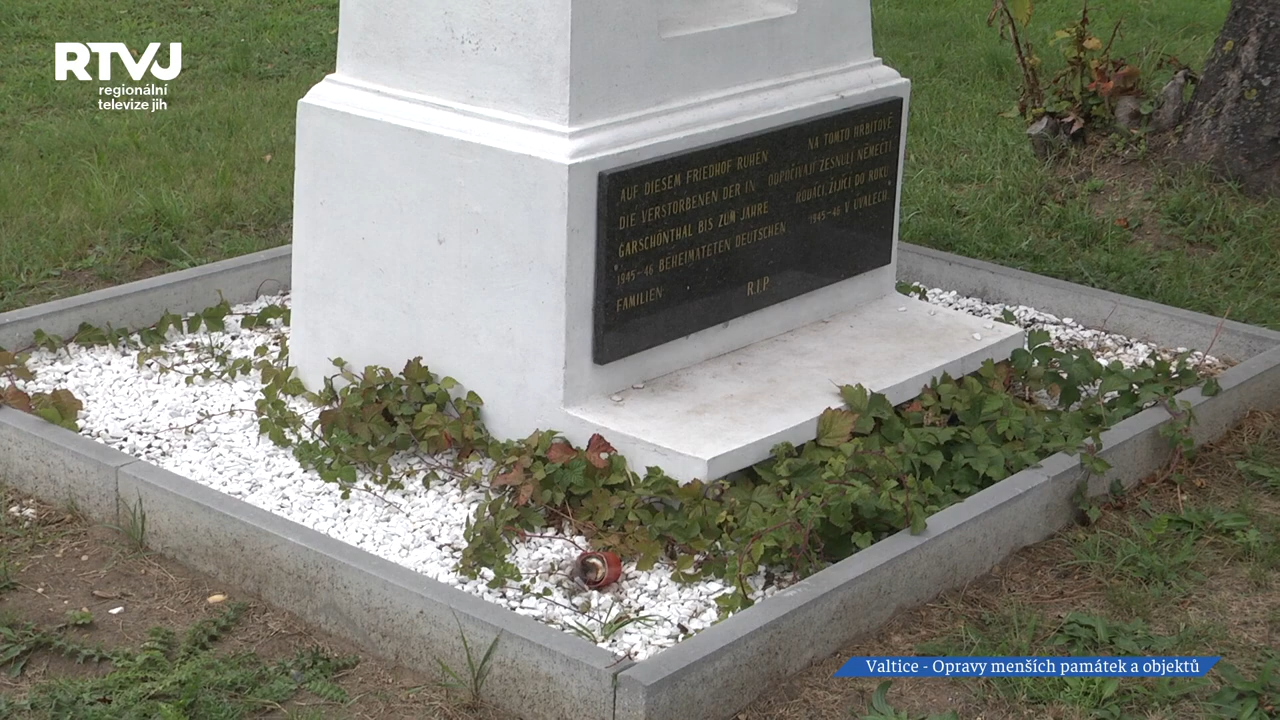 RTVJ
regionální
televize jih
AUF DIESEM FRIEDHOF RUHEN
DIE VERSTORBENEN DER IN
GARSCHÖNTHAL BIS ZUM JAHRE
1945-46 BEHEIMATETEN DEUTSCHEN
FAMILIEN
NA TOMTO HŘBITOVĚ
ODPOČÍVAJÍ ZESNULÍ NĚMEČTÍ
RODÁCI, ŽIJÍCÍ DO ROKU
1945-46 V ÚVALECH.
R.I.P.
Valtice - Opravy menších památek a objektů